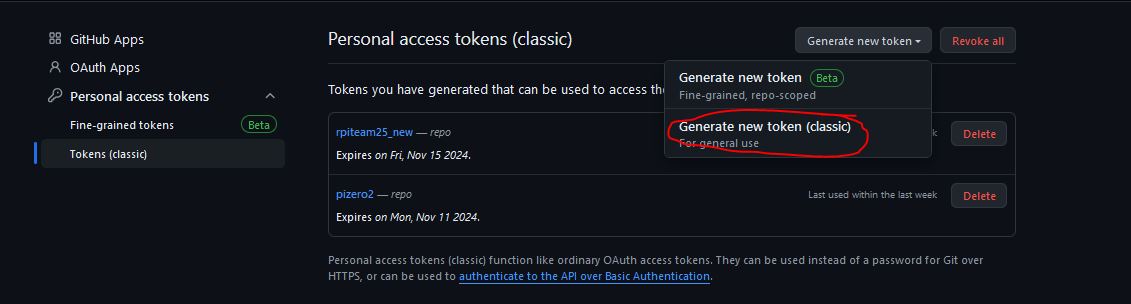 GitHub Apps
OAuth Apps
Personal access tokens
Fine-grained tokens Beta
Tokens (classic)
Personal access tokens (classic)
Generate new token
Revoke all
Generate new token Beta
Fine-grained, repo-scoped
Generate new token (classic)
For general use
Tokens you have generated that can be used to access the
rpiteam25_new — repo
Delete
Expires on Fri, Nov 15 2024.
pizero2 — repo
Last used within the last week
Delete
Expires on Mon, Nov 11 2024.
Personal access tokens (classic) function like ordinary OAuth access tokens. They can be used instead of a password for Git over
HTTPS, or can be used to authenticate to the API over Basic Authentication.